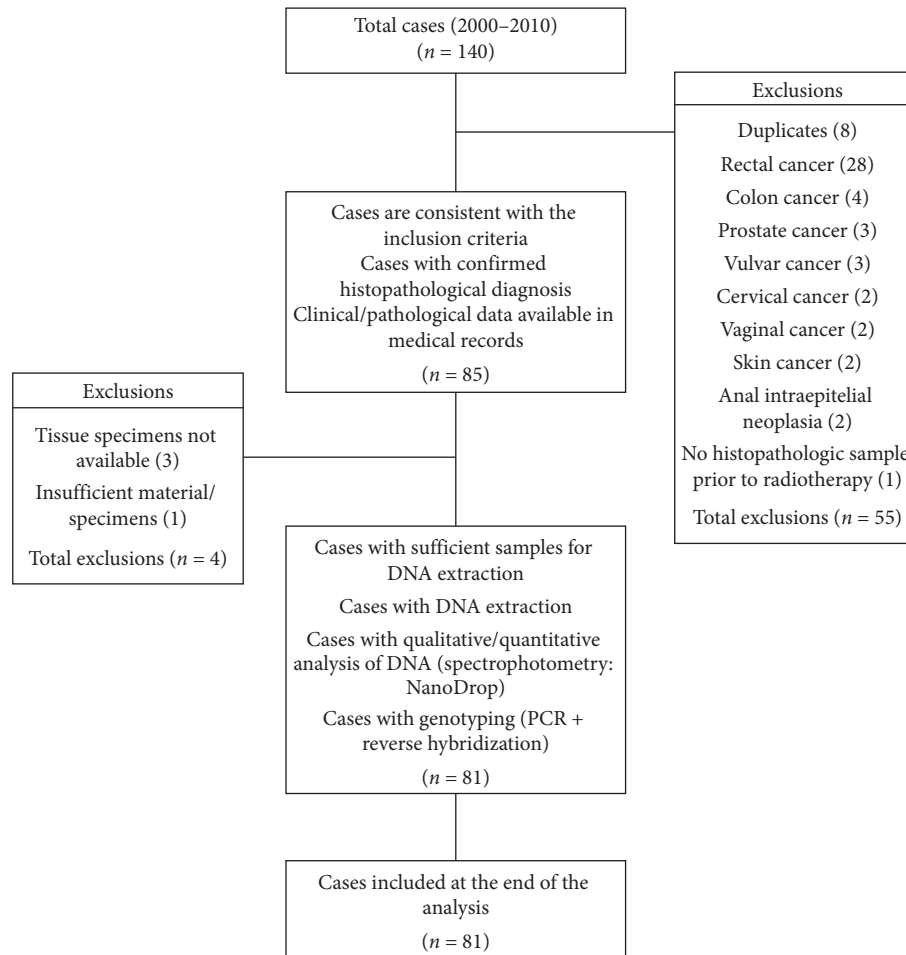 Total cases (2000–2010)
(n = 140)
Exclusions
Duplicates (8)
Rectal cancer (28)
Colon cancer (4)
Prostate cancer (3)
Vulvar cancer (3)
Cervical cancer (2)
Vaginal cancer (2)
Skin cancer (2)
Anal intraepitelial
neoplasia (2)
No histopathologic sample
prior to radiotherapy (1)
Total exclusions (n = 55)
Cases are consistent with the
inclusion criteria
Cases with confirmed
histopathological diagnosis
Clinical/pathological data available in
medical records
(n = 85)
Exclusions
Tissue specimens not
available (3)
Insufficient material/
specimens (1)
Total exclusions (n = 4)
Cases with sufficient samples for
DNA extraction
Cases with DNA extraction
Cases with qualitative/quantitative
analysis of DNA (spectrophotometry:
NanoDrop)
Cases with genotyping (PCR +
reverse hybridization)
(n = 81)
Cases included at the end of the
analysis
(n = 81)